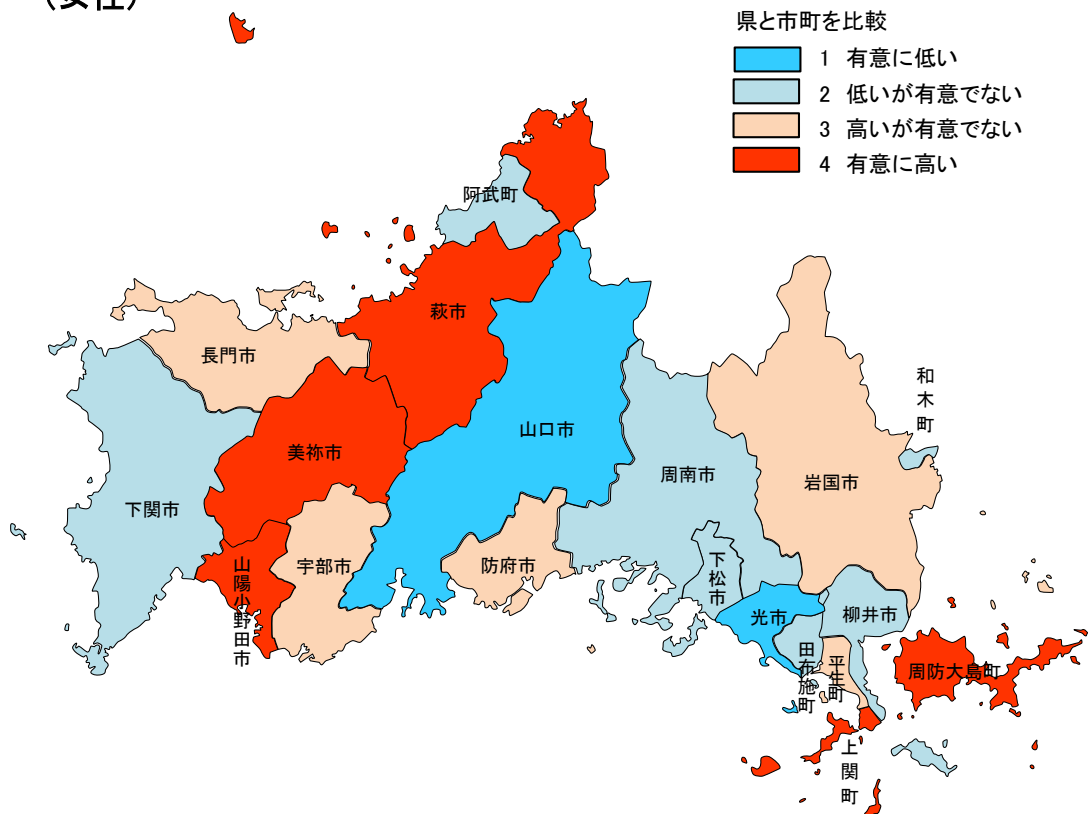 （女性）
県と市町を比較
1 有意に低い
2 低いが有意でない
3 高いが有意でない
4 有意に高い
阿武町
萩市
長門市
和木町
山口市
美祢市
周南市
岩国市
下関市
山陽小野田市
宇部市
防府市
下松市
光市
柳井市
田布施町
平生町
周防大島町
上関町